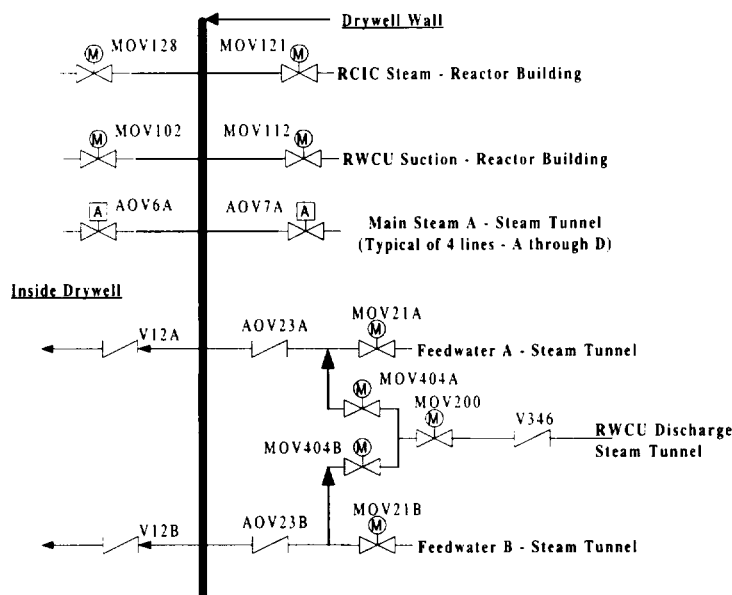 Drywell Wall
MOV128
MOV121
M
M
RCIC Steam - Reactor Building
MOV102
MOV112
M
M
RWCU Suction - Reactor Building
A
AOV6A
AOV7A
A
Main Steam A - Steam Tunnel
(Typical of 4 lines - A through D)
Inside Drywell
MOV21A
V12A
AOV23A
M
Feedwater A - Steam Tunnel
MOV404A
M
MOV200
M
V346
RWCU Discharge
Steam Tunnel
MOV404B
M
MOV21B
V12B
AOV23B
M
Feedwater B - Steam Tunnel